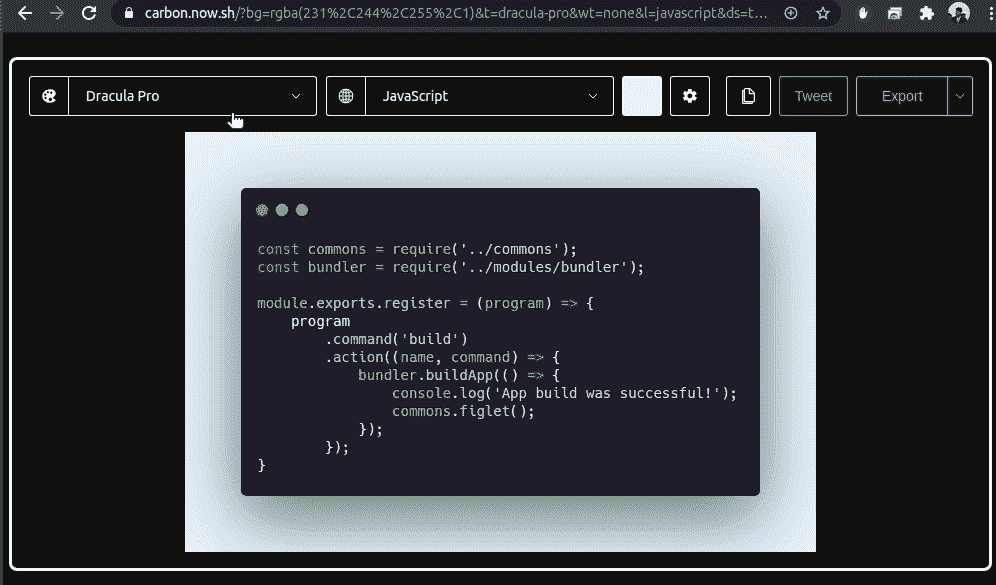 carbon.now.sh/?bg=rgba(231%2C244%2C255%2C1)&t=dracula-pro&wt=none&l=javascript&ds=t...
Dracula Pro
JavaScript
Tweet
Export
const commons = require('../commons');
const bundler = require('../modules/bundler');
module.exports.register = (program) => {
    program
        .command('build')
        .action((name, command) => {
            bundler.buildApp(() => {
                console.log('App build was successful!');
                commons.figlet();
            });
        });
}